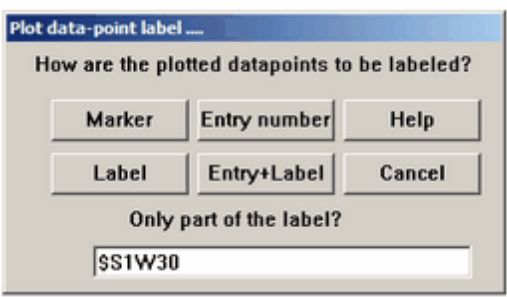 Plot data-point label ....
How are the plotted datapoints to be labeled?
Marker Entry number Help
Label Entry+Label Cancel
Only part of the label?
$S1W30